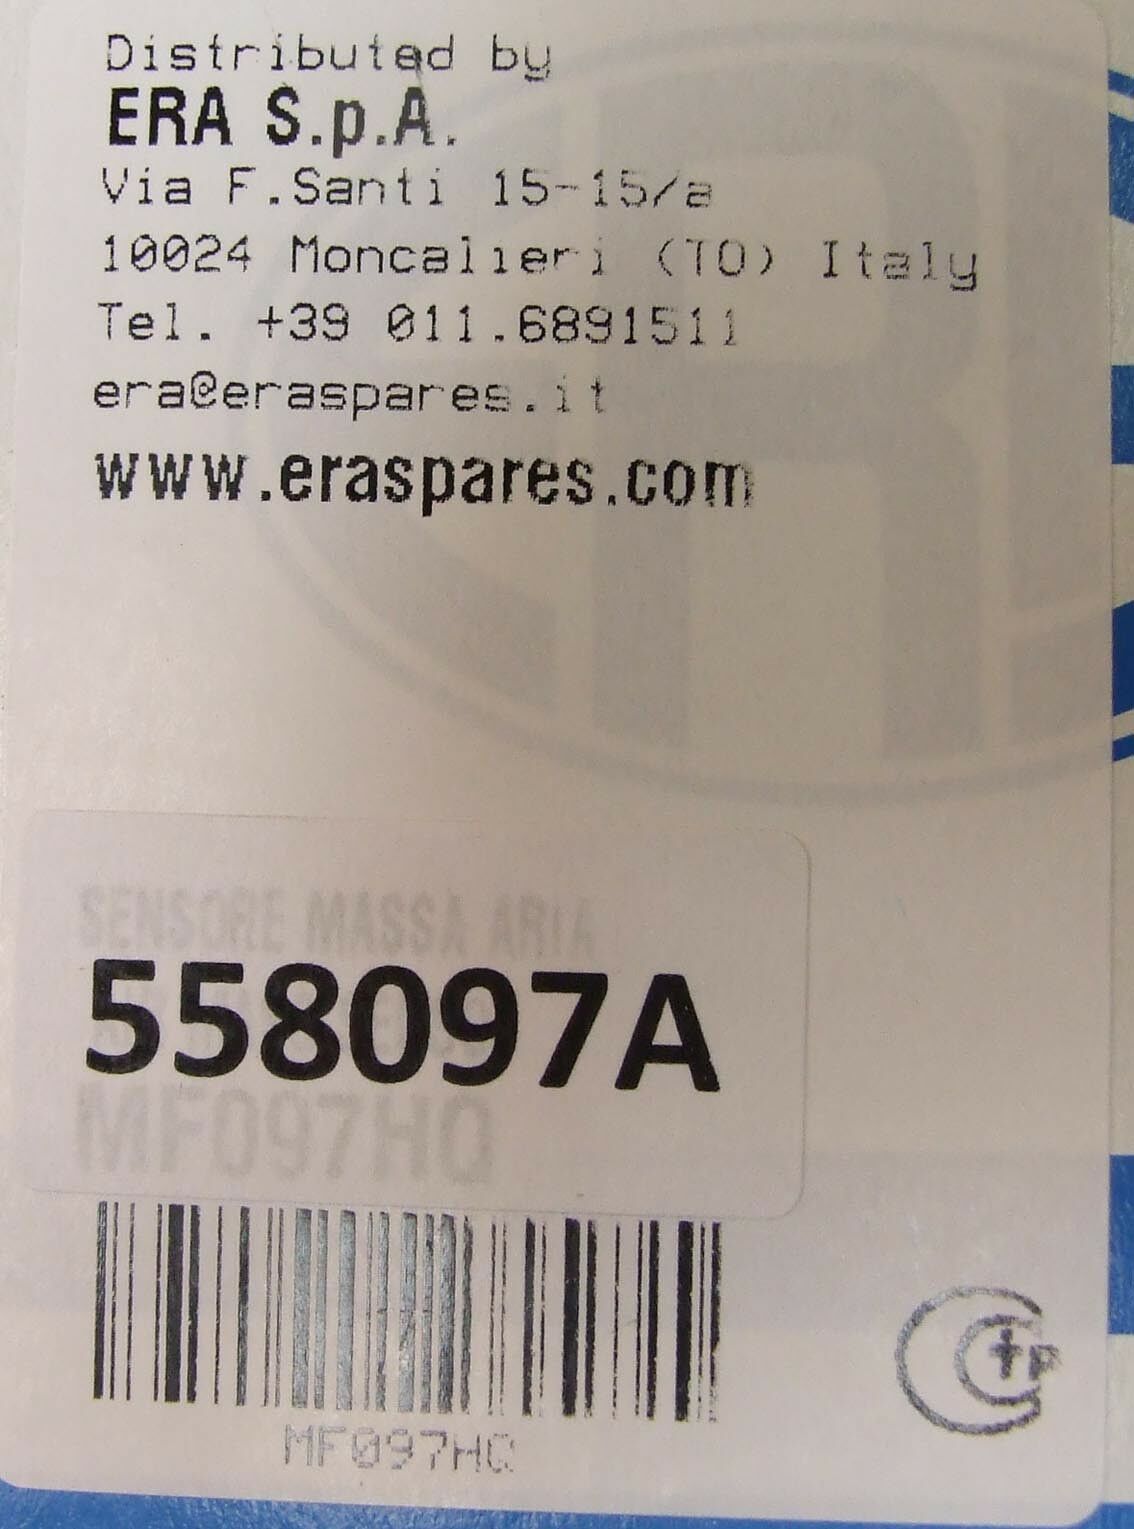 Distributed by
ERA S.p.A.
Via F.Santi 15-15/a
10024 Moncalieri (TO) Italy
Tel. +39 011.6891511
era@eraspares.it
www.eraspares.com
SENSORE MASSA ARIA
558097A
MF097HQ
MF097HQ